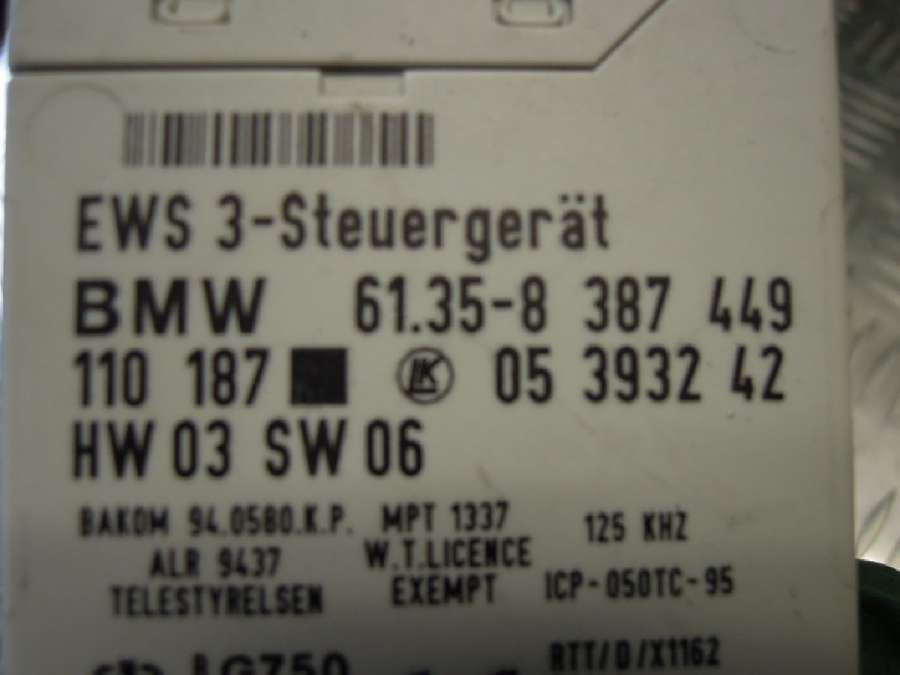 EWS 3-Steuergerät
BMW 61.35-8 387 449
110 187 LK 05 3932 42
HW 03 SW 06
BAKOM 94.0580.K.P. MPT 1337 125 KHZ
ALR 9437 W.T.LICENCE
TELESTYRELSEN EXEMPT ICP-050TC-95
RTT/D/X1162